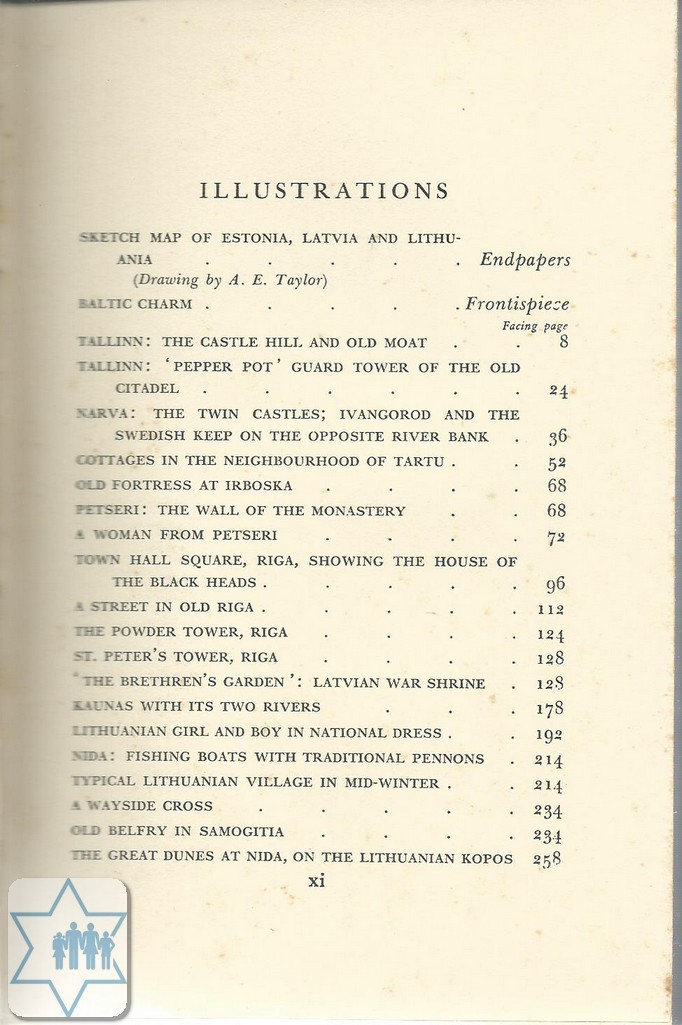 ILLUSTRATIONS
SKETCH MAP OF ESTONIA, LATVIA AND LITHU-
ANIA . . . . . Endpapers
(Drawing by A. E. Taylor)
BALTIC CHARM . . . . . Frontispiece
Facing page
TALLINN: THE CASTLE HILL AND OLD MOAT . . 8
TALLINN: 'PEPPER POT' GUARD TOWER OF THE OLD
CITADEL . . . . . 24
NARVA: THE TWIN CASTLES; IVANGOROD AND THE
SWEDISH KEEP ON THE OPPOSITE RIVER BANK . 36
COTTAGES IN THE NEIGHBOURHOOD OF TARTU . . 52
OLD FORTRESS AT IRBOSKA . . . . 68
PETSERI: THE WALL OF THE MONASTERY . . 68
A WOMAN FROM PETSERI . . . . 72
TOWN HALL SQUARE, RIGA, SHOWING THE HOUSE OF
THE BLACK HEADS . . . . . 96
A STREET IN OLD RIGA . . . . . 112
THE POWDER TOWER, RIGA . . . . 124
ST. PETER'S TOWER, RIGA . . . . 128
'THE BRETHREN'S GARDEN': LATVIAN WAR SHRINE . 128
KAUNAS WITH ITS TWO RIVERS . . . 178
LITHUANIAN GIRL AND BOY IN NATIONAL DRESS . . 192
NIDA: FISHING BOATS WITH TRADITIONAL PENNONS . 214
TYPICAL LITHUANIAN VILLAGE IN MID-WINTER . . 214
A WAYSIDE CROSS . . . . . 234
OLD BELFRY IN SAMOGITIA . . . . 234
THE GREAT DUNES AT NIDA, ON THE LITHUANIAN KOPOS 258
xi